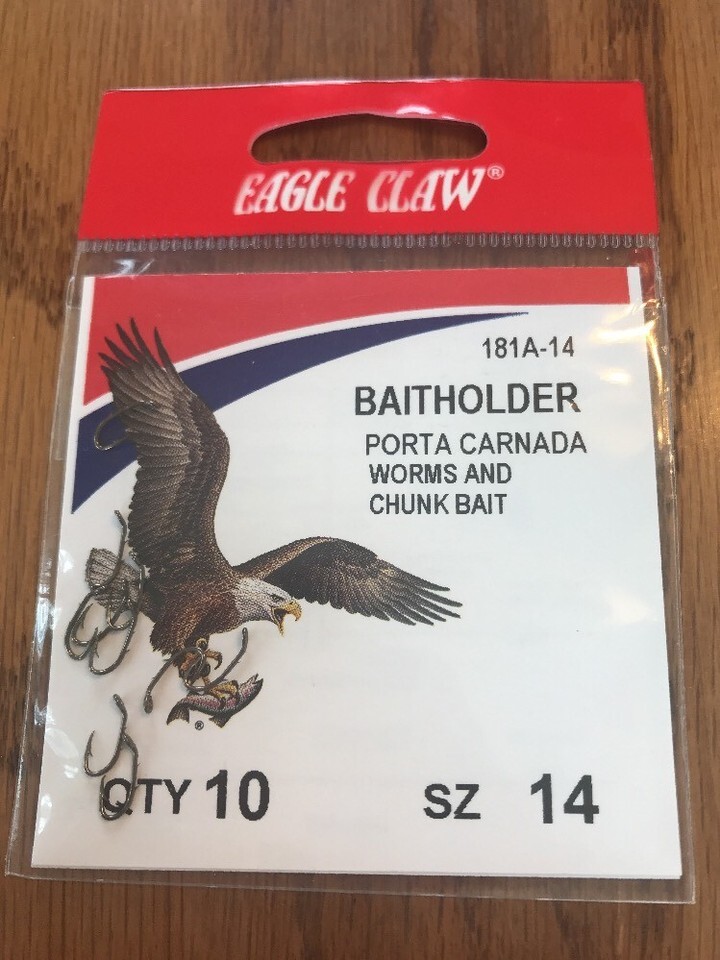 EAGLE CLAW®
181A-14
BAITHOLDER
PORTA CARNADA
WORMS AND
CHUNK BAIT
®
QTY 10 SZ 14